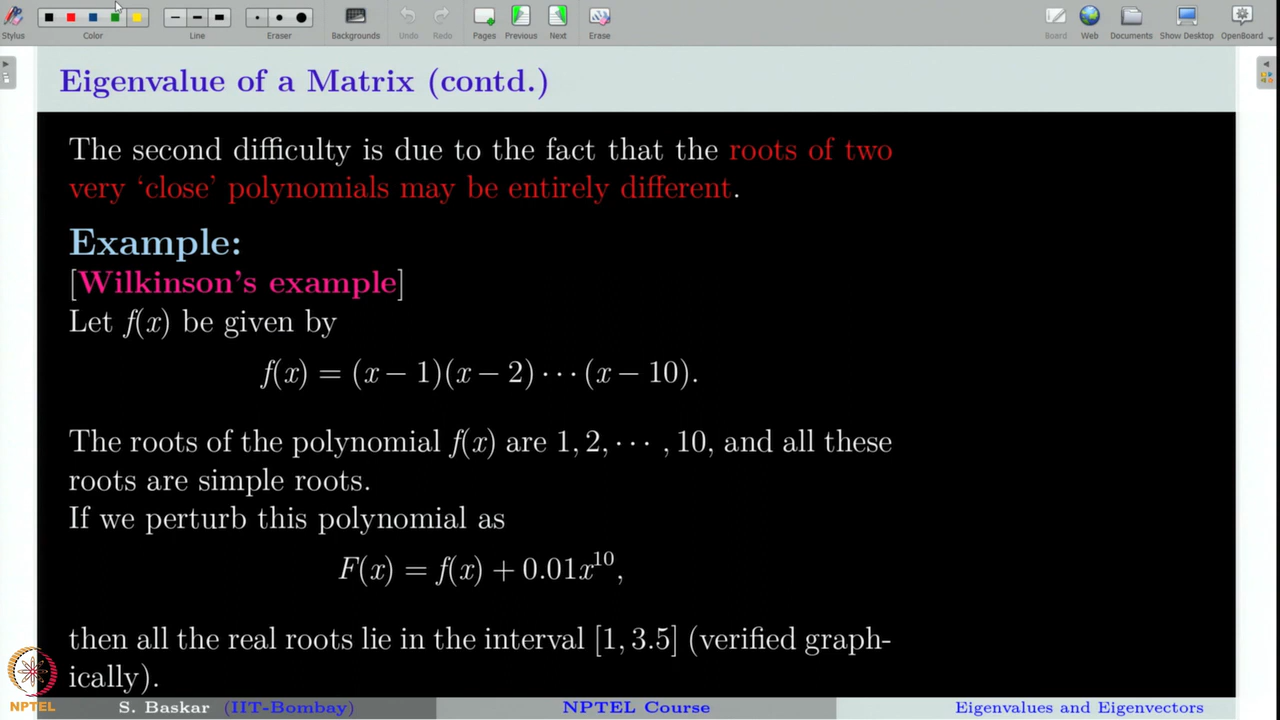 Stylus
Color
Line
Eraser
Backgrounds
Undo
Redo
Pages
Previous
Next
Erase
Board
Web
Documents
Show Desktop
OpenBoard
Eigenvalue of a Matrix (contd.)
The second difficulty is due to the fact that the roots of two
very ‘close’ polynomials may be entirely different.
Example:
[Wilkinson’s example]
Let f(x) be given by
f(x) = (x − 1)(x − 2) ⋯ (x − 10).
The roots of the polynomial f(x) are 1, 2, ⋯ , 10, and all these
roots are simple roots.
If we perturb this polynomial as
F(x) = f(x) + 0.01x¹⁰,
then all the real roots lie in the interval [1, 3.5] (verified graph-
ically).
NPTEL
S. Baskar (IIT-Bombay)
NPTEL Course
Eigenvalues and Eigenvectors